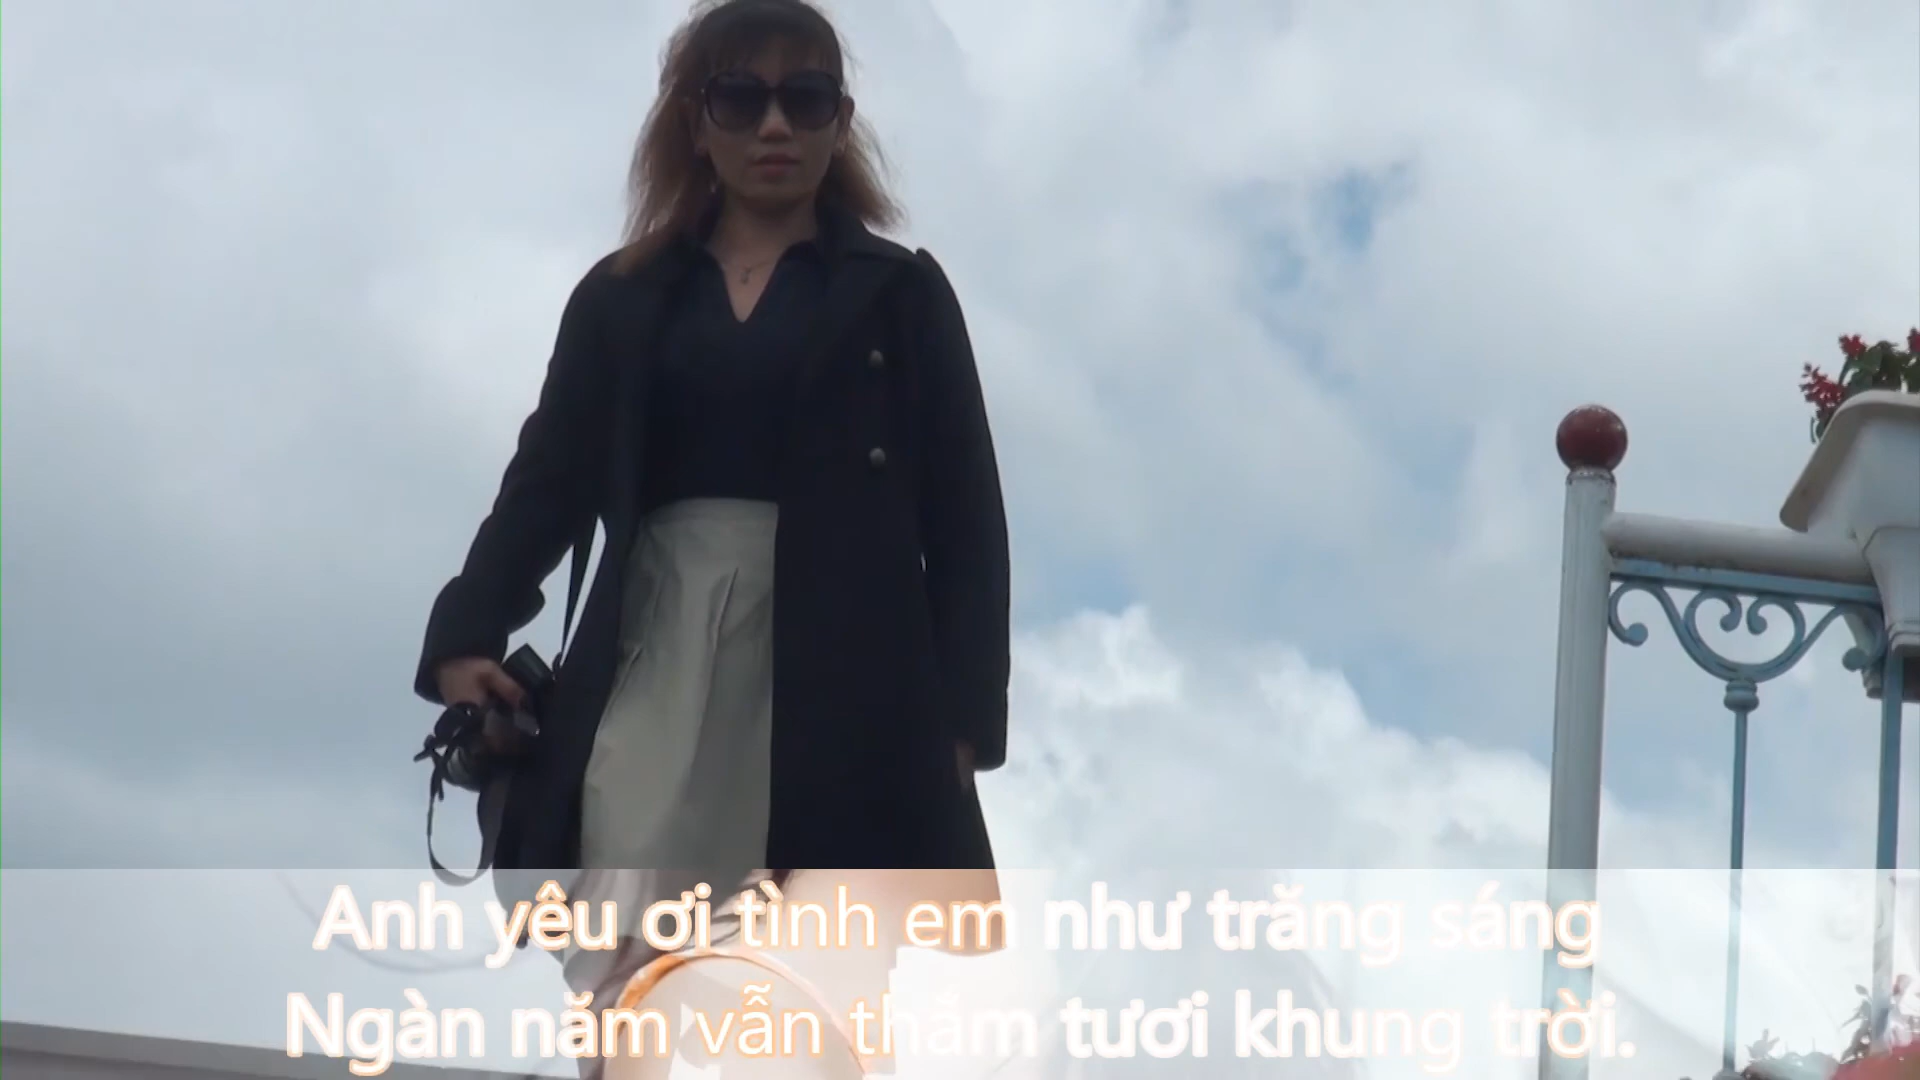 Anh yêu ơi tình em như trăng sáng
Ngàn năm vẫn thắm tươi khung trời.